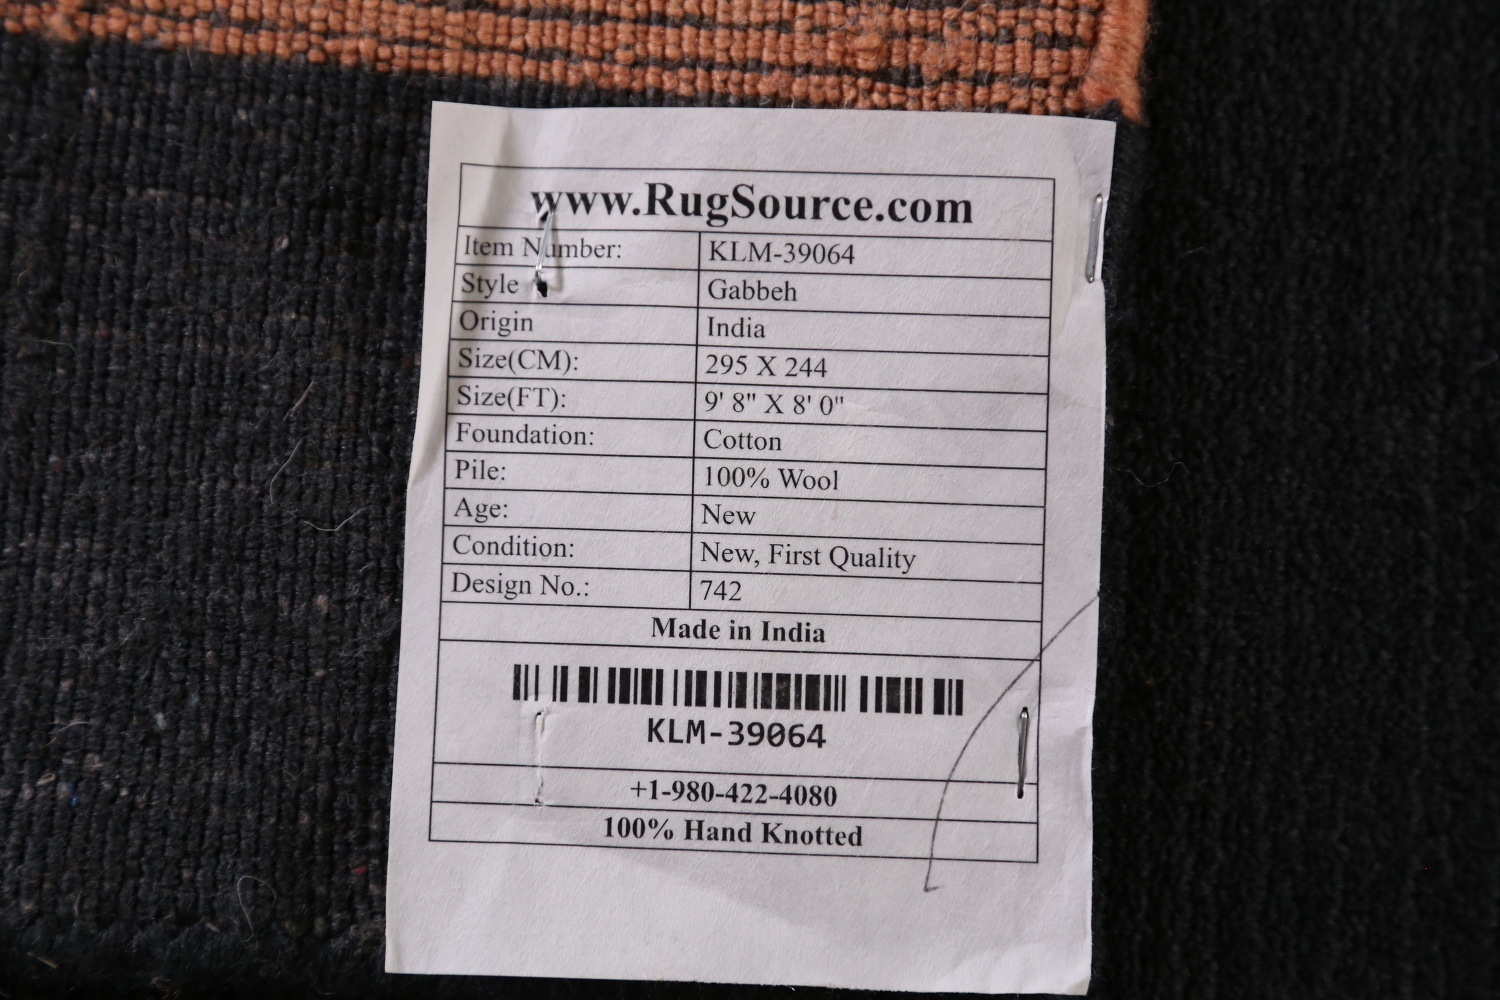 www.RugSource.com
Item Number: KLM-39064
Style Gabbeh
Origin India
Size(CM): 295 X 244
Size(FT): 9' 8" X 8' 0"
Foundation: Cotton
Pile: 100% Wool
Age: New
Condition: New, First Quality
Design No.: 742
Made in India
KLM-39064
+1-980-422-4080
100% Hand Knotted